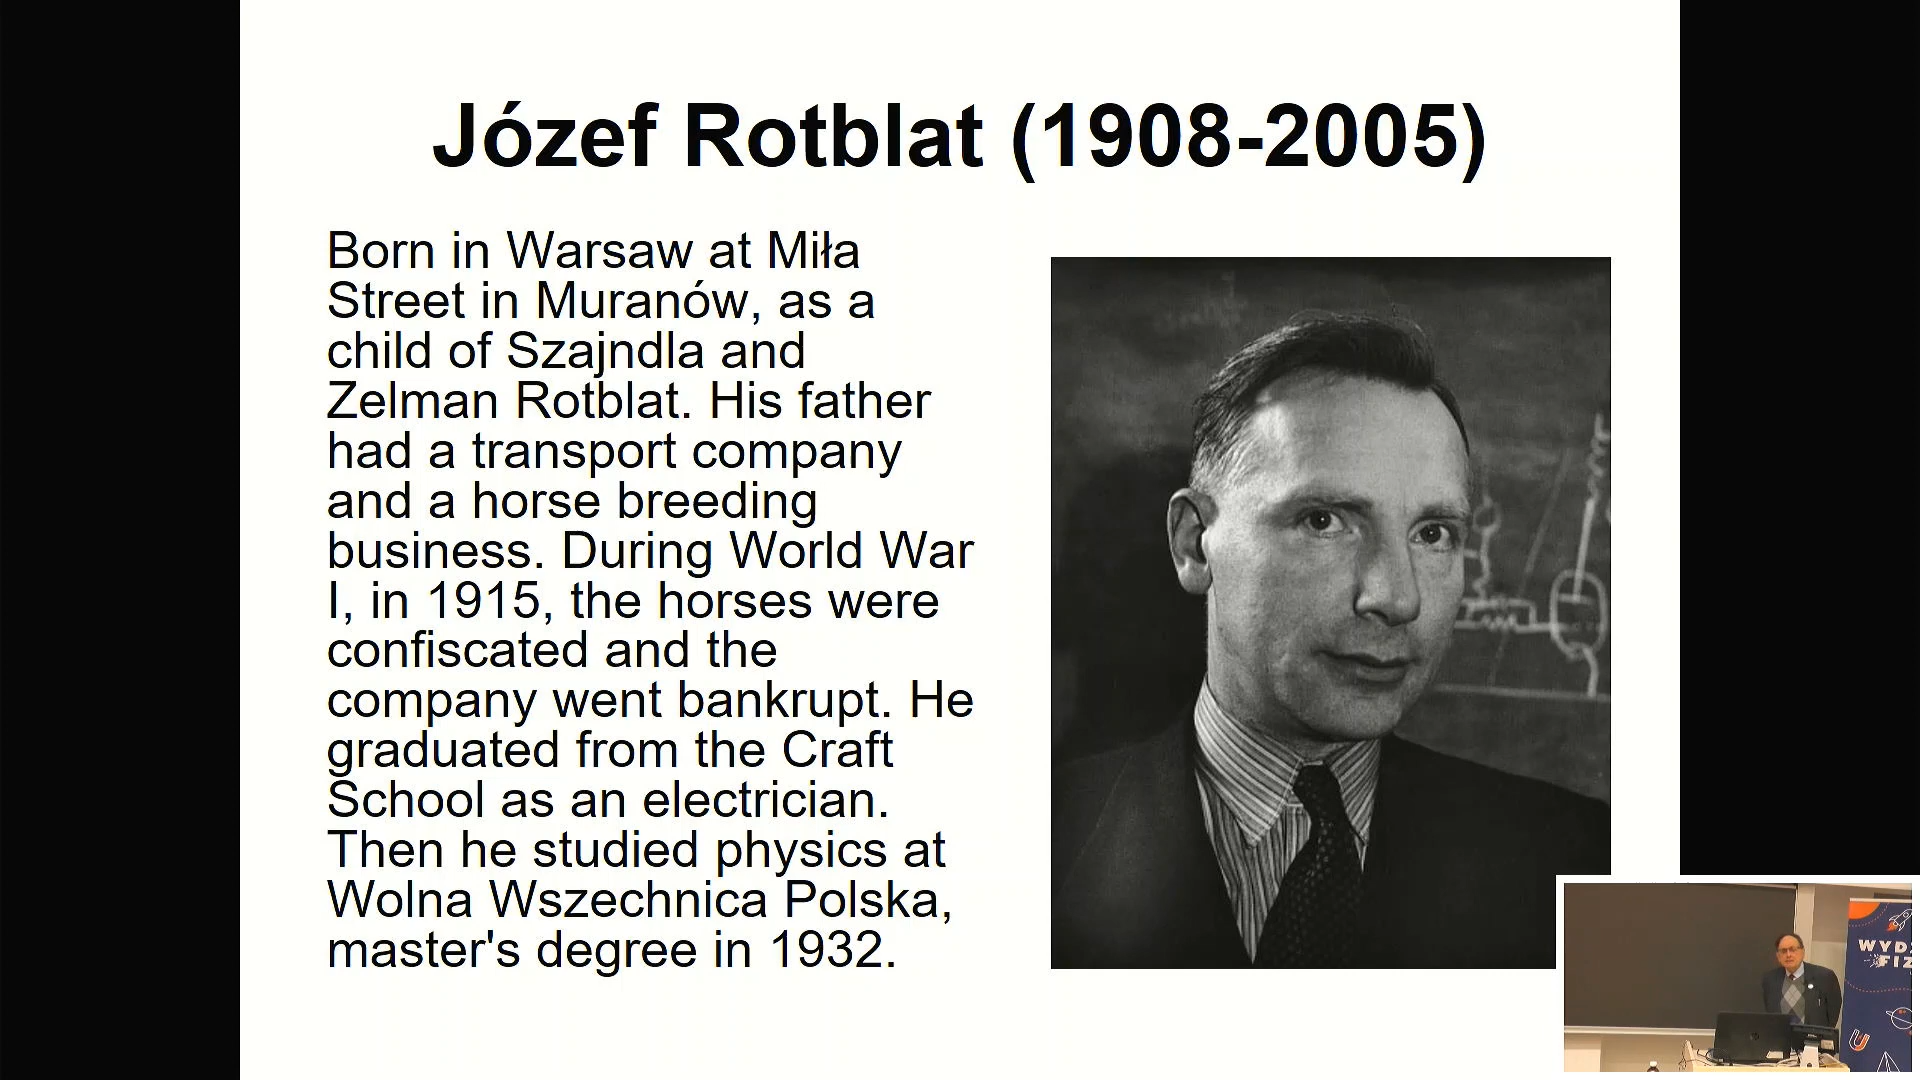 Józef Rotblat (1908-2005)
Born in Warsaw at Miła
Street in Muranów, as a
child of Szajndla and
Zelman Rotblat. His father
had a transport company
and a horse breeding
business. During World War
I, in 1915, the horses were
confiscated and the
company went bankrupt. He
graduated from the Craft
School as an electrician.
Then he studied physics at
Wolna Wszechnica Polska,
master's degree in 1932.
WYDZ
FIZ